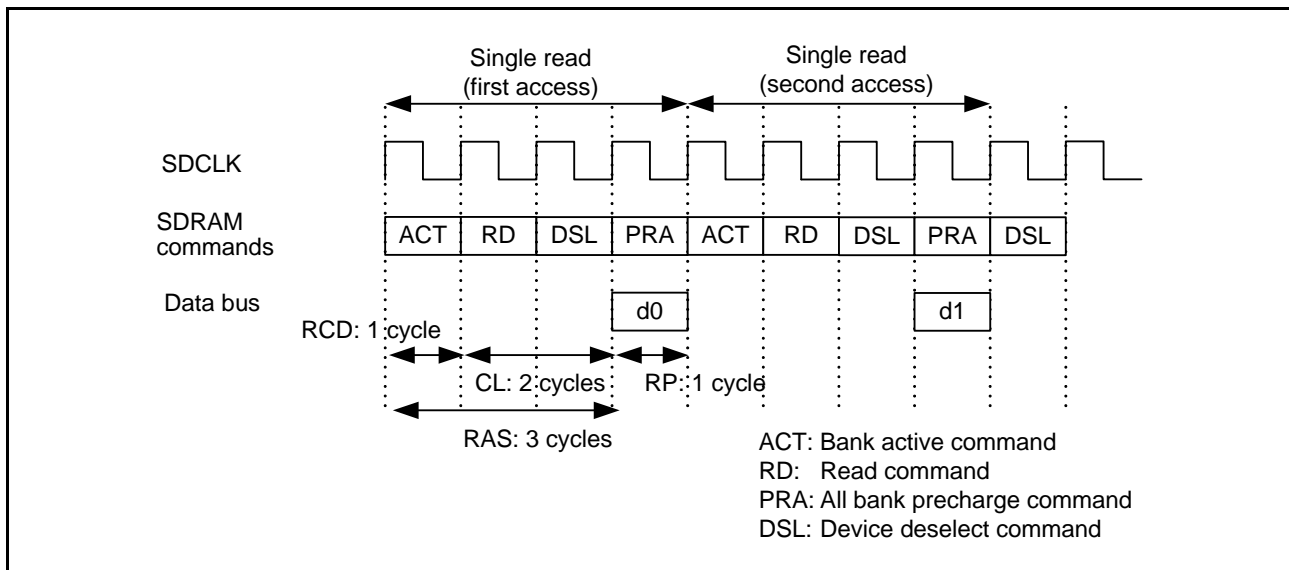 Single read
(first access)
Single read
(second access)
SDCLK
SDRAM
commands
ACT RD DSL PRA ACT RD DSL PRA DSL
Data bus
d0 d1
RCD: 1 cycle
CL: 2 cycles RP: 1 cycle
RAS: 3 cycles
ACT: Bank active command
RD: Read command
PRA: All bank precharge command
DSL: Device deselect command